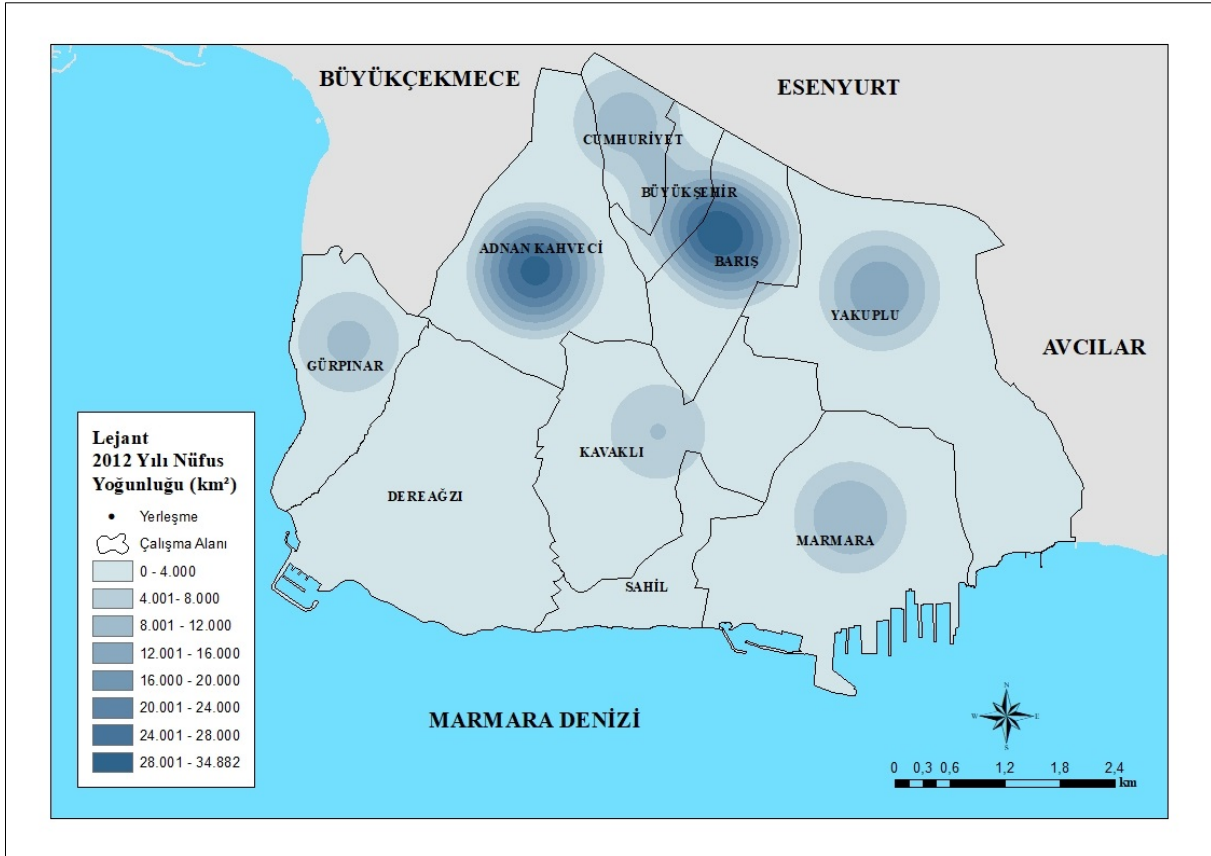 BÜYÜKÇEKMECE
ESENYURT
CUMHURİYET
BÜYÜKŞEHİR
ADNAN KAHVECİ
BARIŞ
YAKUPLU
AVCILAR
GÜRPINAR
KAVAKLI
DEREAĞZI
MARMARA
SAHİL
MARMARA DENİZİ
Lejant
2012 Yılı Nüfus
Yoğunluğu (km²)
Yerleşme
Çalışma Alanı
0 - 4.000
4.001- 8.000
8.001 - 12.000
12.001 - 16.000
16.000 - 20.000
20.001 - 24.000
24.001 - 28.000
28.001 - 34.882
N
W E
S
0 0,3 0,6 1,2 1,8 2,4
km